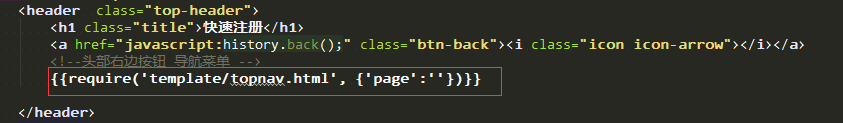 <header  class="top-header">
<h1 class="title">快速注册</h1>
<a href="javascript:history.back();" class="btn-back"><i class="icon icon-arrow"></i></a>
<!--头部右边按钮 导航菜单 -->
{{require('template/topnav.html', {'page':''})}}
</header>